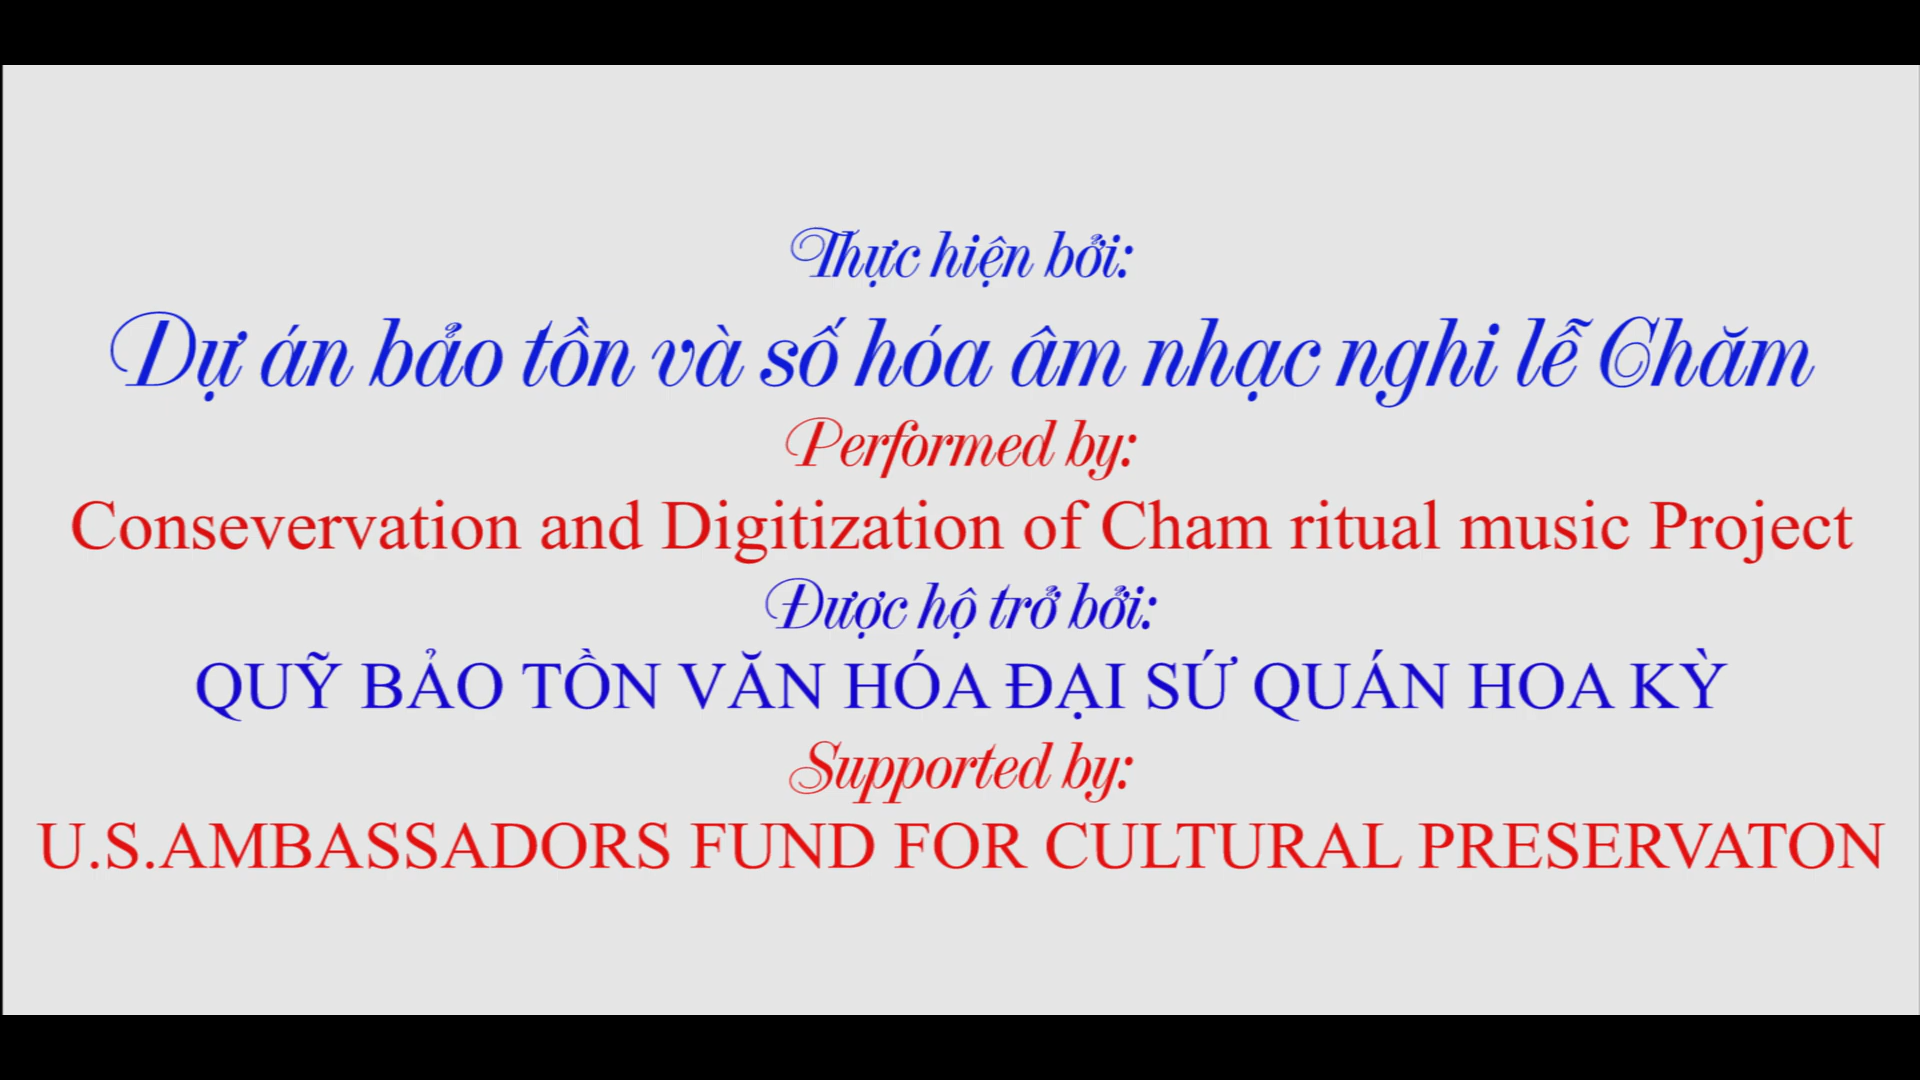 Thực hiện bởi:
Dự án bảo tồn và số hóa âm nhạc nghi lễ Chăm
Performed by:
Consevervation and Digitization of Cham ritual music Project
Được hộ trở bởi:
QUỸ BẢO TỒN VĂN HÓA ĐẠI SỨ QUÁN HOA KỲ
Supported by:
U.S.AMBASSADORS FUND FOR CULTURAL PRESERVATON